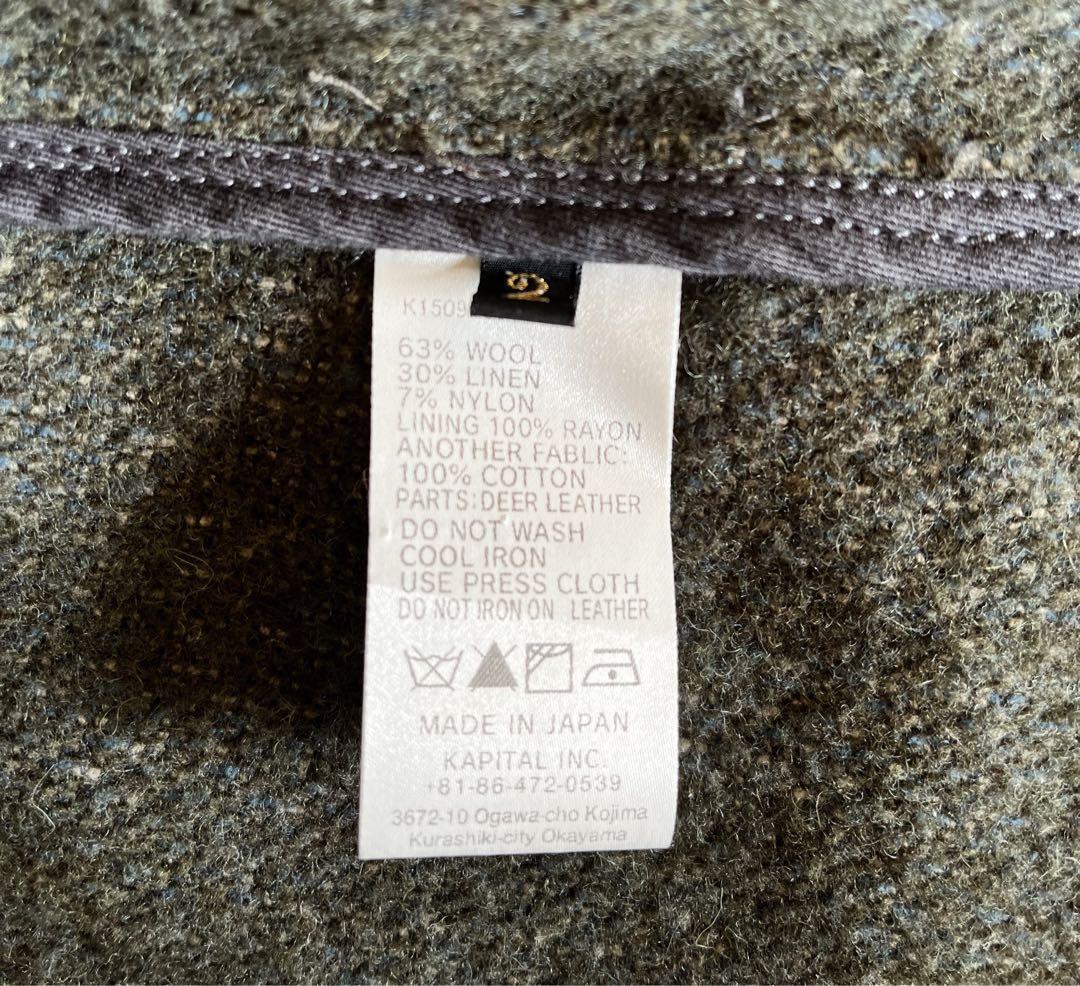 K1509
63% WOOL
30% LINEN
7% NYLON
LINING 100% RAYON
ANOTHER FABLIC:
100% COTTON
PARTS:DEER LEATHER
DO NOT WASH
COOL IRON
USE PRESS CLOTH
DO NOT IRON ON LEATHER
MADE IN JAPAN
KAPITAL INC.
+81-86-472-0539
3672-10 Ogawa-cho Kojima
Kurashiki-city Okayama